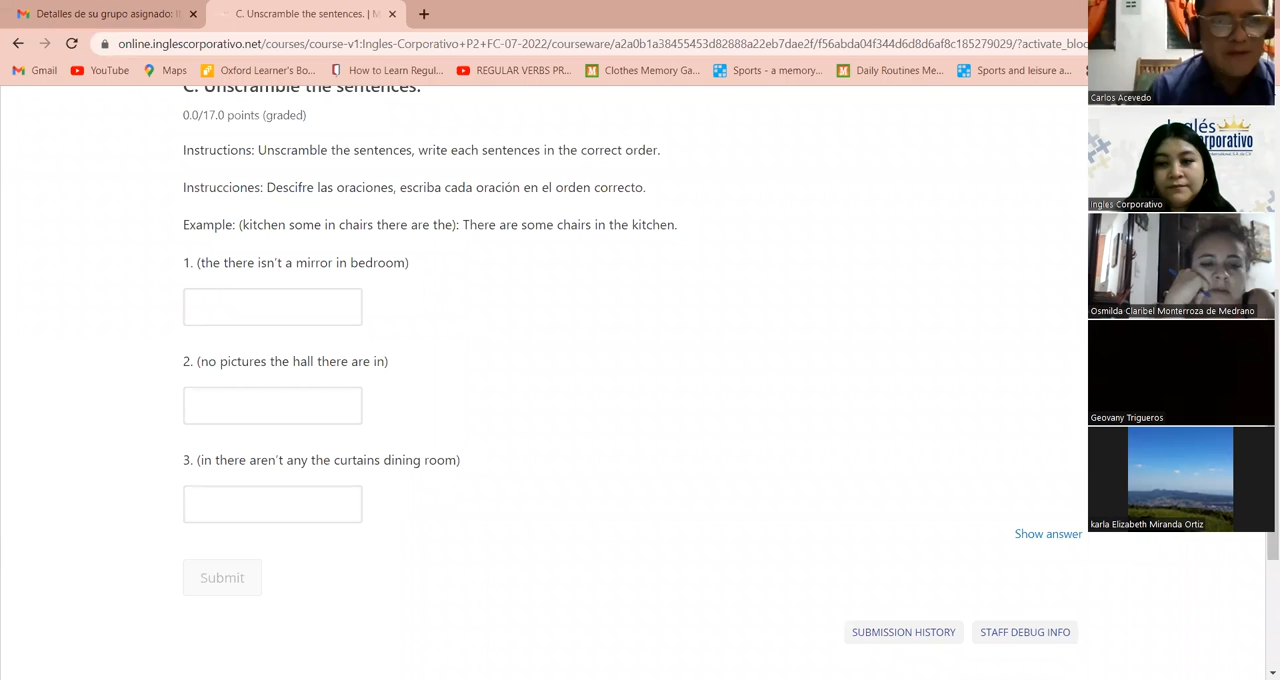 Detalles de su grupo asignado: I
C. Unscramble the sentences. | M
online.inglescorporativo.net/courses/course-v1:Ingles-Corporativo+P2+FC-07-2022/courseware/a2a0b1a38455453d82888a22eb7dae2f/f56abda04f344d6d8d6af8c185279029/?activate_bloc
Gmail
YouTube
Maps
Oxford Learner's Bo...
How to Learn Regul...
REGULAR VERBS PR...
Clothes Memory Ga...
Sports - a memory...
Daily Routines Me...
Sports and leisure a...
C. Unscramble the sentences.
0.0/17.0 points (graded)
Instructions: Unscramble the sentences, write each sentences in the correct order.
Instrucciones: Descifre las oraciones, escriba cada oración en el orden correcto.
Example: (kitchen some in chairs there are the): There are some chairs in the kitchen.
1. (the there isn't a mirror in bedroom)
2. (no pictures the hall there are in)
3. (in there aren't any the curtains dining room)
Show answer
Submit
SUBMISSION HISTORY
STAFF DEBUG INFO
Carlos Acevedo
Inglés
Corporativo
Ingles Corporativo
Osmilda Claribel Monterroza de Medrano
Geovany Trigueros
karla Elizabeth Miranda Ortiz